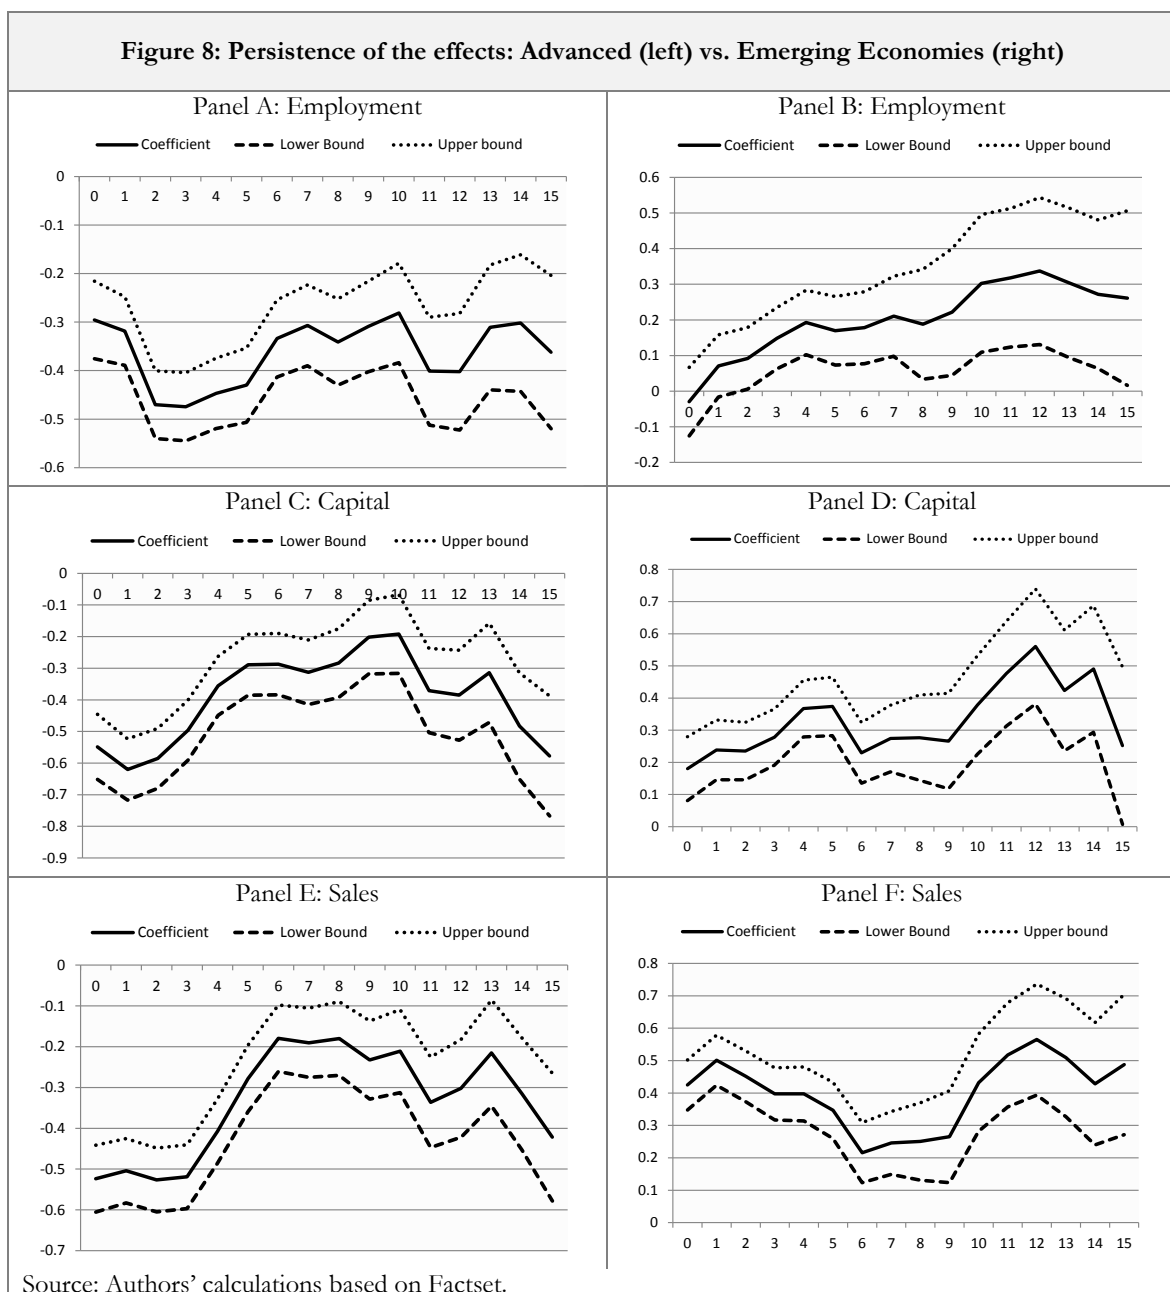 Figure 8: Persistence of the effects: Advanced (left) vs. Emerging Economies (right)
Panel A: Employment
Coefficient Lower Bound Upper bound
0
0 1 2 3 4 5 6 7 8 9 10 11 12 13 14 15
-0.1
-0.2
-0.3
-0.4
-0.5
-0.6
Panel B: Employment
Coefficient Lower Bound Upper bound
0.6
0.5
0.4
0.3
0.2
0.1
0
0 1 2 3 4 5 6 7 8 9 10 11 12 13 14 15
-0.1
-0.2
Panel C: Capital
Coefficient Lower Bound Upper bound
0
0 1 2 3 4 5 6 7 8 9 10 11 12 13 14 15
-0.1
-0.2
-0.3
-0.4
-0.5
-0.6
-0.7
-0.8
-0.9
Panel D: Capital
Coefficient Lower Bound Upper bound
0.8
0.7
0.6
0.5
0.4
0.3
0.2
0.1
0
0 1 2 3 4 5 6 7 8 9 10 11 12 13 14 15
Panel E: Sales
Coefficient Lower Bound Upper bound
0
0 1 2 3 4 5 6 7 8 9 10 11 12 13 14 15
-0.1
-0.2
-0.3
-0.4
-0.5
-0.6
-0.7
Panel F: Sales
Coefficient Lower Bound Upper bound
0.8
0.7
0.6
0.5
0.4
0.3
0.2
0.1
0
0 1 2 3 4 5 6 7 8 9 10 11 12 13 14 15
Source: Authors' calculations based on Factset.